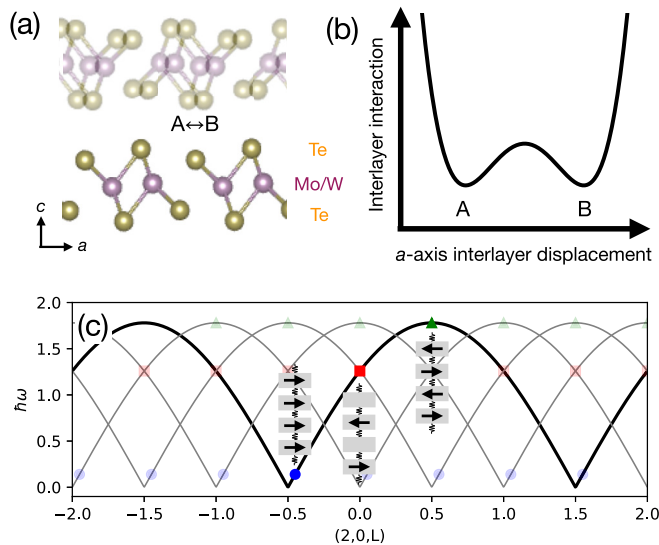 (a)
A↔B
Te
Mo/W
Te
c
a
(b)
Interlayer interaction
A
B
a-axis interlayer displacement
(c)
2.0
1.5
1.0
0.5
0.0
ħω
−2.0 −1.5 −1.0 −0.5 0.0 0.5 1.0 1.5 2.0
(2,0,L)